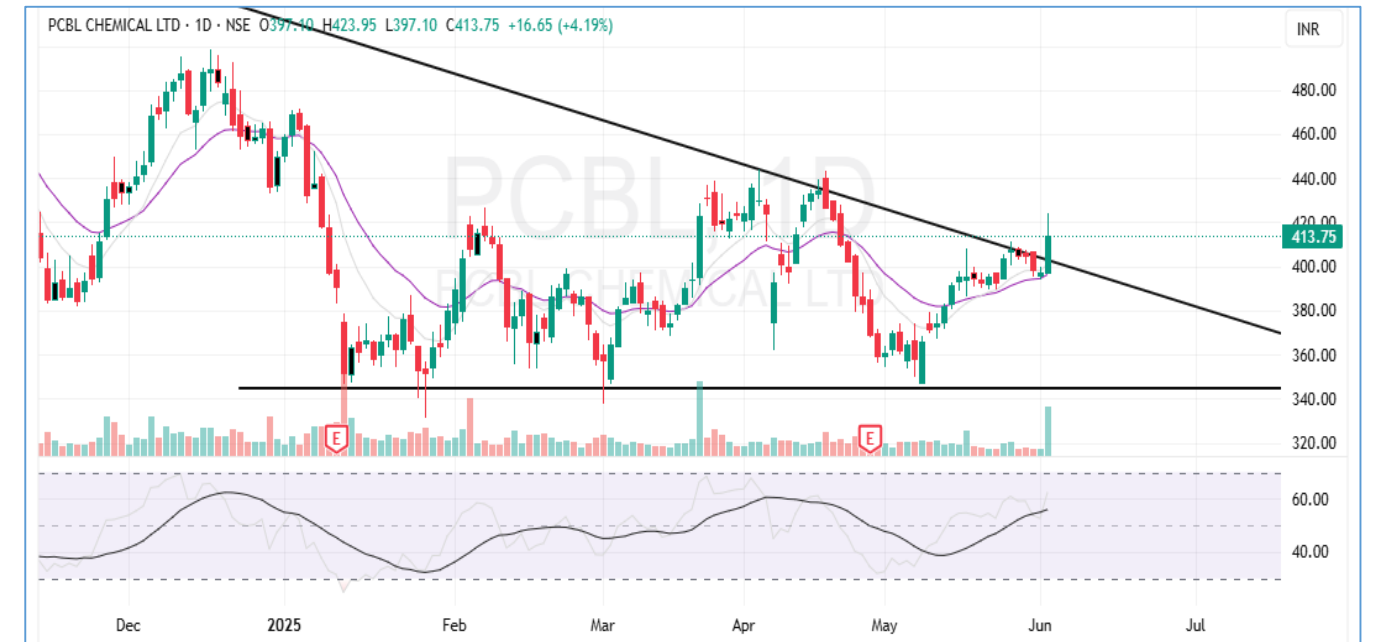 PCBL CHEMICAL LTD · 1D · NSE O397.10 H423.95 L397.10 C413.75 +16.65 (+4.19%)
INR
480.00
460.00
440.00
420.00
413.75
400.00
380.00
360.00
340.00
320.00
PCBL, 1D
PCBL CHEMICAL LTD
E
E
60.00
40.00
Dec 2025 Feb Mar Apr May Jun Jul